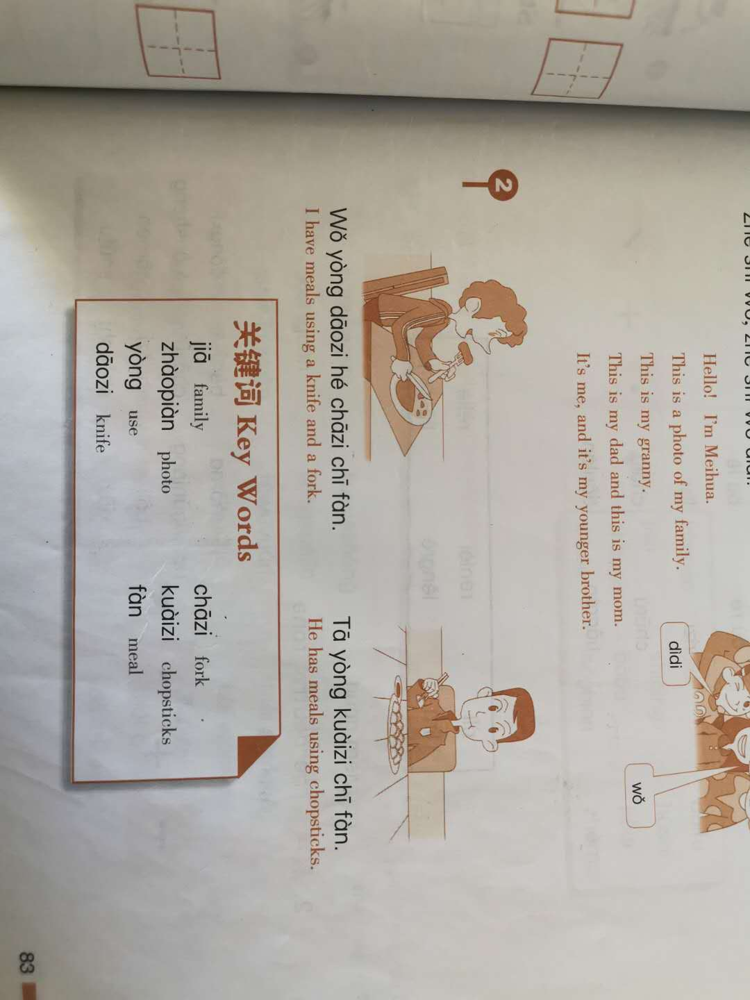 Hello! I'm Meihua.
This is a photo of my family.
This is my granny.
This is my dad and this is my mom.
It's me, and it's my younger brother.
dìdi
wǒ
2
Wǒ yòng dāozi hé chāzi chī fàn.
I have meals using a knife and a fork.
Tā yòng kuàizi chī fàn.
He has meals using chopsticks.
关键词 Key Words
jiā family
zhàopiàn photo
yòng use
dāozi knife
chāzi fork
kuàizi chopsticks
fàn meal
83